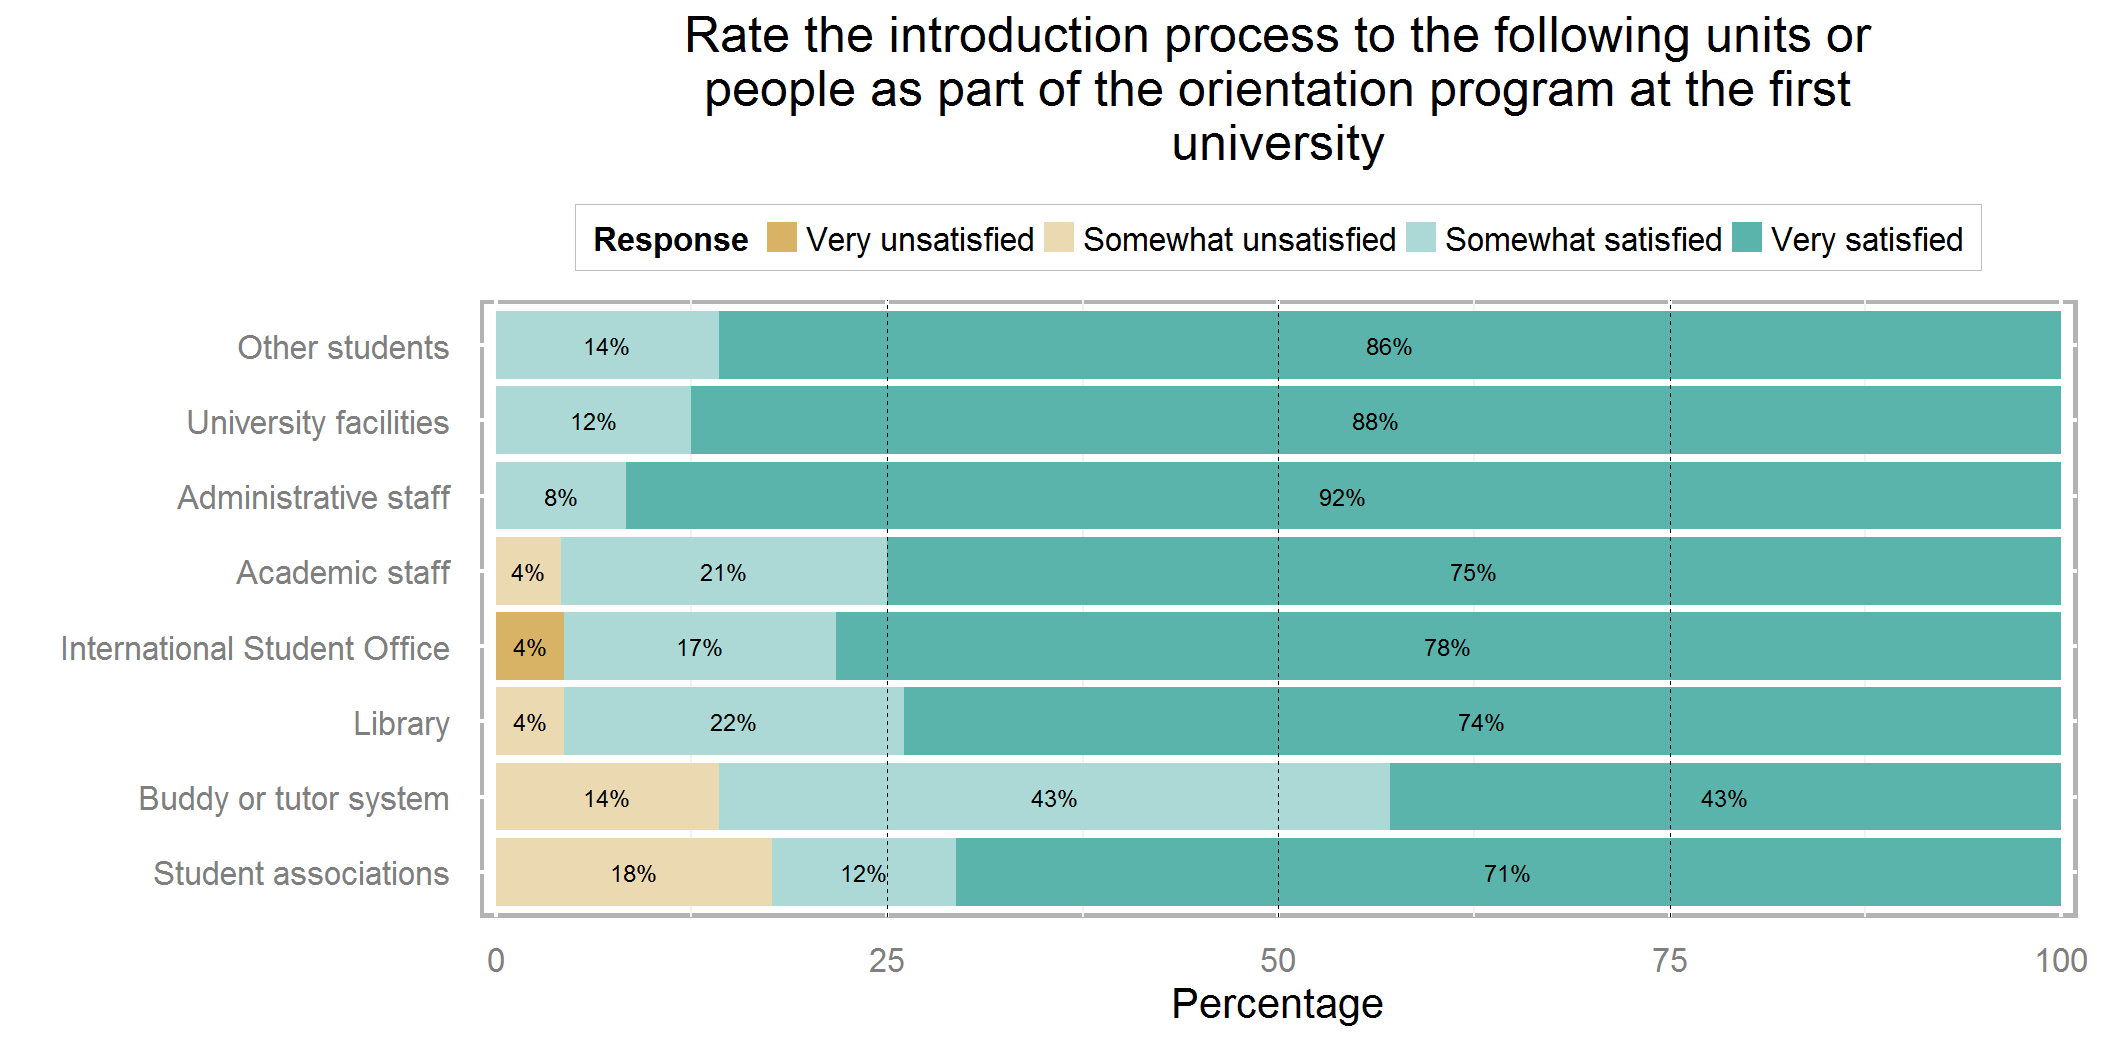 Rate the introduction process to the following units or
people as part of the orientation program at the first
university
Response Very unsatisfied Somewhat unsatisfied Somewhat satisfied Very satisfied
Other students 14% 86%
University facilities 12% 88%
Administrative staff 8% 92%
Academic staff 4% 21% 75%
International Student Office 4% 17% 78%
Library 4% 22% 74%
Buddy or tutor system 14% 43% 43%
Student associations 18% 12% 71%
0 25 50 75 100
Percentage